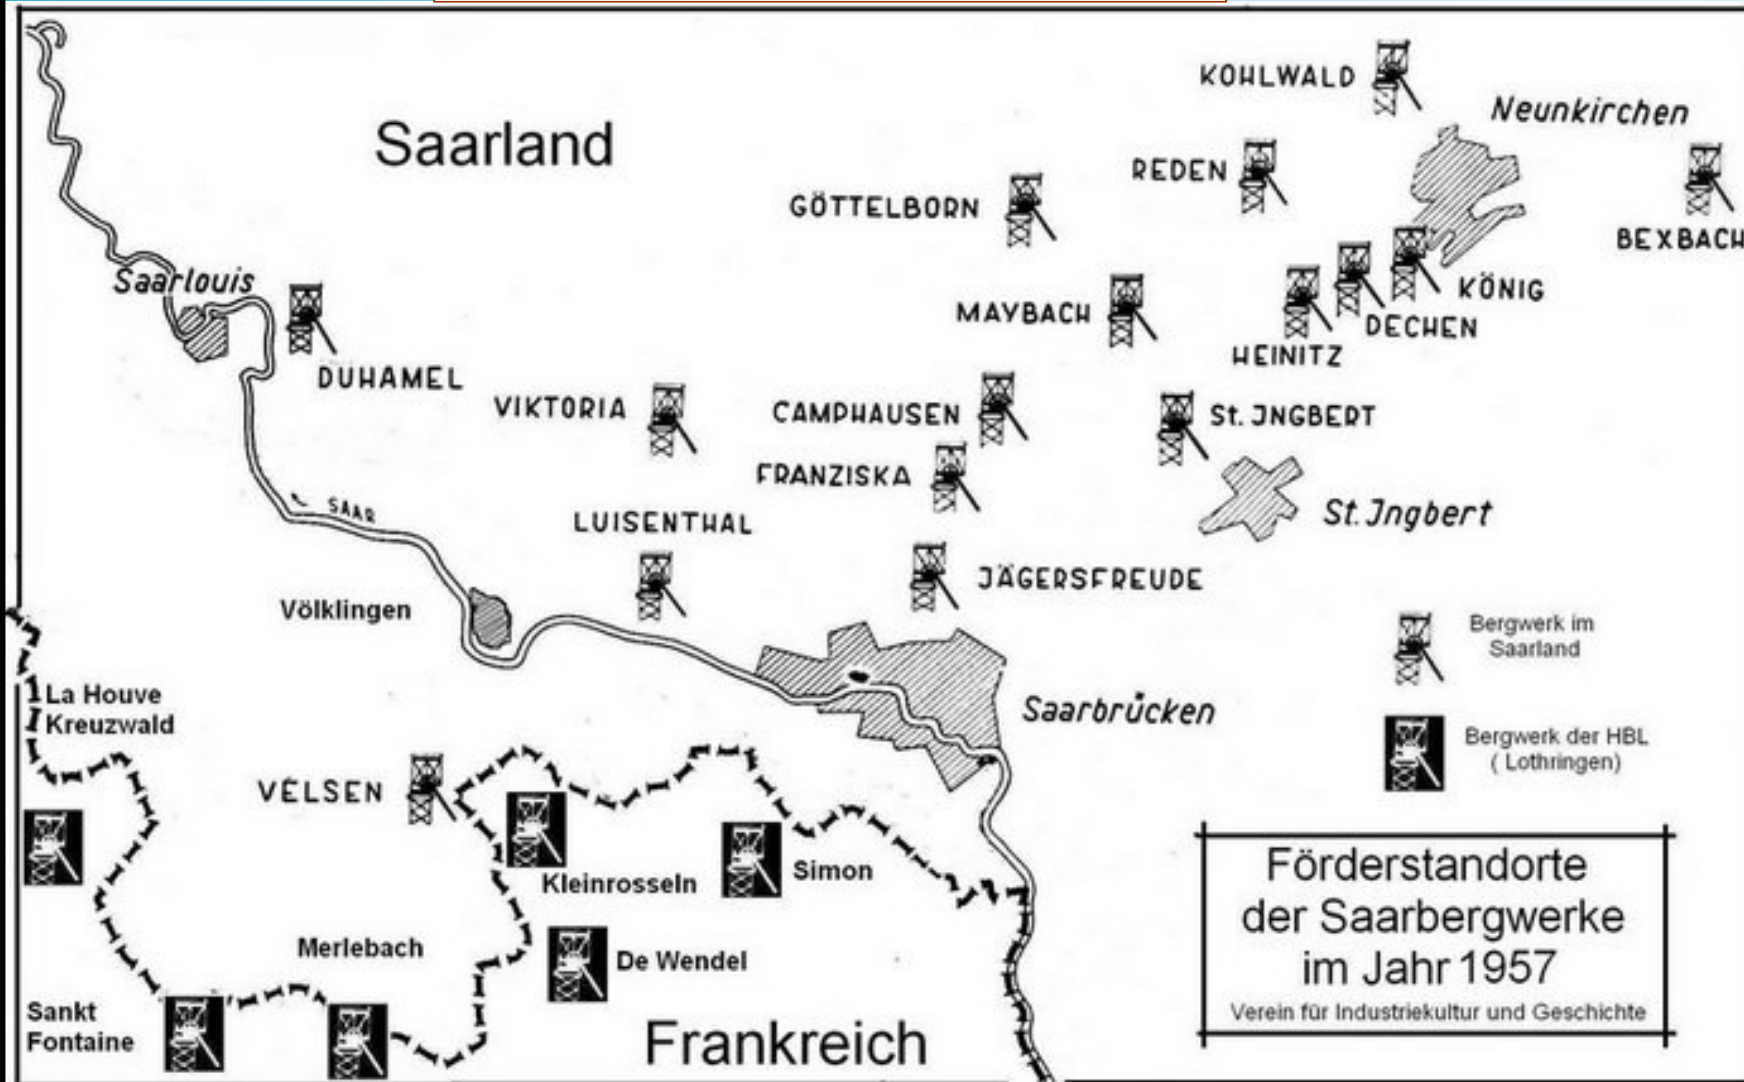 KOHLWALD
Neunkirchen
Saarland
REDEN
GÖTTELBORN
BEXBACH
Saarlouis
KÖNIG
MAYBACH
DECHEN
HEINITZ
DUHAMEL
VIKTORIA
CAMPHAUSEN
St. JNGBERT
FRANZISKA
SAAR
St. Jngbert
LUISENTHAL
JÄGERSFREUDE
Völklingen
Bergwerk im
Saarland
La Houve
Kreuzwald
Saarbrücken
Bergwerk der HBL
( Lothringen)
VELSEN
Kleinrosseln
Simon
Förderstandorte
der Saarbergwerke
im Jahr 1957
Verein für Industriekultur und Geschichte
Merlebach
De Wendel
Sankt
Fontaine
Frankreich